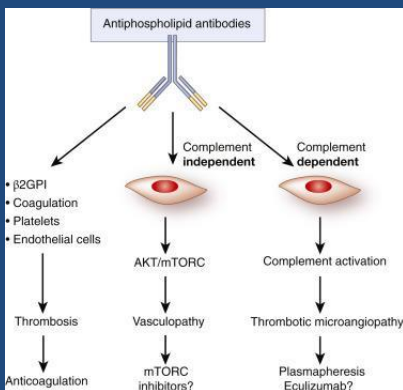 Antiphospholipid antibodies
Complement
independent
Complement
dependent
• β2GPI
• Coagulation
• Platelets
• Endothelial cells
AKT/mTORC
Complement activation
Thrombosis
Vasculopathy
Thrombotic microangiopathy
Anticoagulation
mTORC
inhibitors?
Plasmapheresis
Eculizumab?